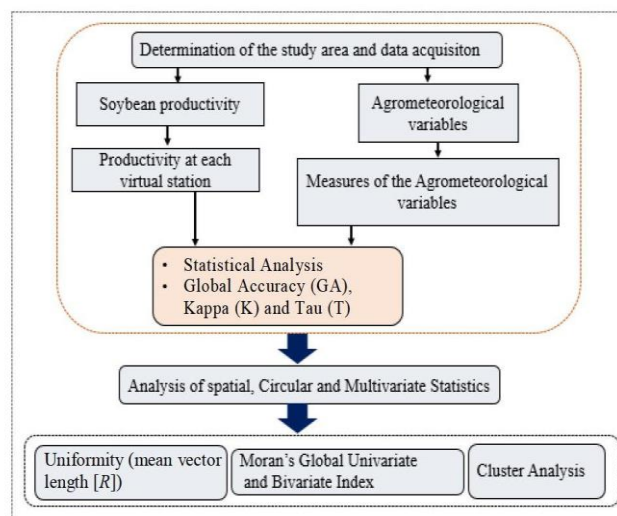 Determination of the study area and data acquisiton
Soybean productivity
Agrometeorological
variables
Productivity at each
virtual station
Measures of the Agrometeorological
variables
• Statistical Analysis
• Global Accuracy (GA),
Kappa (K) and Tau (T)
Analysis of spatial, Circular and Multivariate Statistics
Uniformity (mean vector
length [R])
Moran's Global Univariate
and Bivariate Index
Cluster Analysis